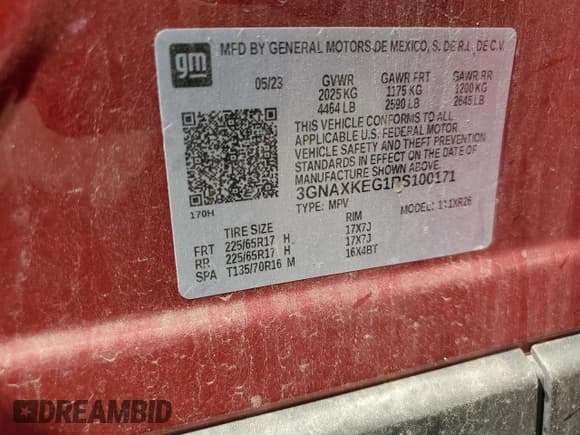 gm
MFD BY GENERAL MOTORS DE MEXICO, S. DE R.L. DE C.V.
05/23 GVWR GAWR FRT GAWR RR
2025 KG 1175 KG 1200 KG
4464 LB 2590 LB 2645 LB
THIS VEHICLE CONFORMS TO ALL
APPLICABLE U.S. FEDERAL MOTOR
VEHICLE SAFETY AND THEFT PREVENTION
STANDARDS IN EFFECT ON THE DATE OF
MANUFACTURE SHOWN ABOVE.
3GNAXKEG1RS100171
170H
TYPE: MPV MODEL: 1XR26
TIRE SIZE RIM
FRT 225/65R17 H 17X7J
RR 225/65R17 H 17X7J
SPA T135/70R16 M 16X4BT
DREAMBID